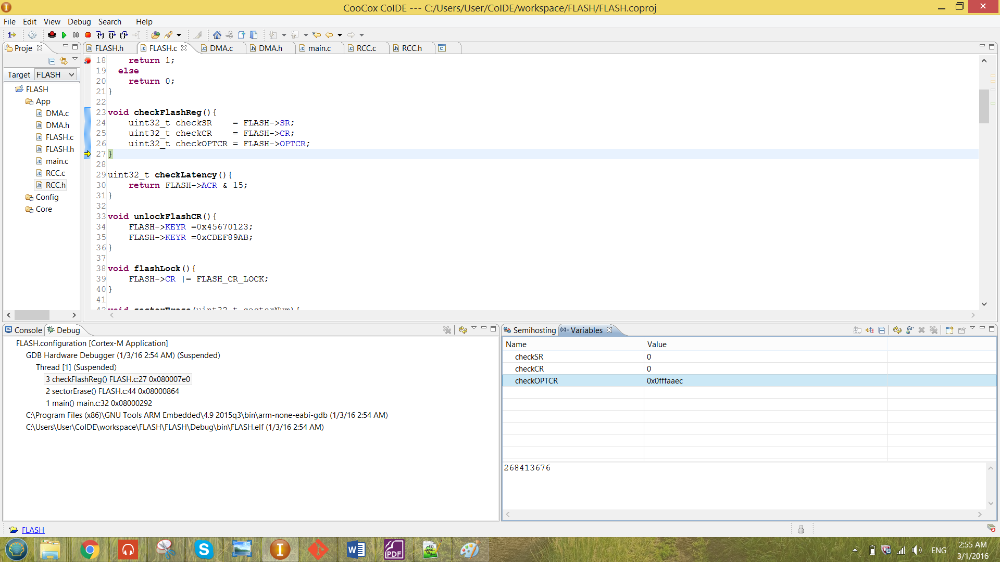 CooCox CoIDE --- C:/Users/User/CoIDE/workspace/FLASH/FLASH.coproj
File Edit View Debug Search Help
Proje
FLASH.h FLASH.c DMA.c DMA.h main.c RCC.c RCC.h
Target FLASH
FLASH
App
DMA.c
DMA.h
FLASH.c
FLASH.h
main.c
RCC.c
RCC.h
Config
Core
18 return 1;
19 else
20 return 0;
21 }
22
23 void checkFlashReg(){
24 uint32_t checkSR = FLASH->SR;
25 uint32_t checkCR = FLASH->CR;
26 uint32_t checkOPTCR = FLASH->OPTCR;
27 }
28
29 uint32_t checkLatency(){
30 return FLASH->ACR & 15;
31 }
32
33 void unlockFlashCR(){
34 FLASH->KEYR =0x45670123;
35 FLASH->KEYR =0xCDEF89AB;
36 }
37
38 void flashLock(){
39 FLASH->CR |= FLASH_CR_LOCK;
40 }
41
42 void sectorErase(uint32_t sectorNum){
Console Debug
FLASH.configuration [Cortex-M Application]
GDB Hardware Debugger (1/3/16 2:54 AM) (Suspended)
Thread [1] (Suspended)
3 checkFlashReg() FLASH.c:27 0x080007e0
2 sectorErase() FLASH.c:44 0x08000864
1 main() main.c:32 0x08000292
C:\Program Files (x86)\GNU Tools ARM Embedded\4.9 2015q3\bin\arm-none-eabi-gdb (1/3/16 2:54 AM)
C:\Users\User\CoIDE\workspace\FLASH\FLASH\Debug\bin\FLASH.elf (1/3/16 2:54 AM)
Semihosting Variables
Name Value
checkSR 0
checkCR 0
checkOPTCR 0x0fffaaec
268413676
FLASH
ENG
2:55 AM
3/1/2016